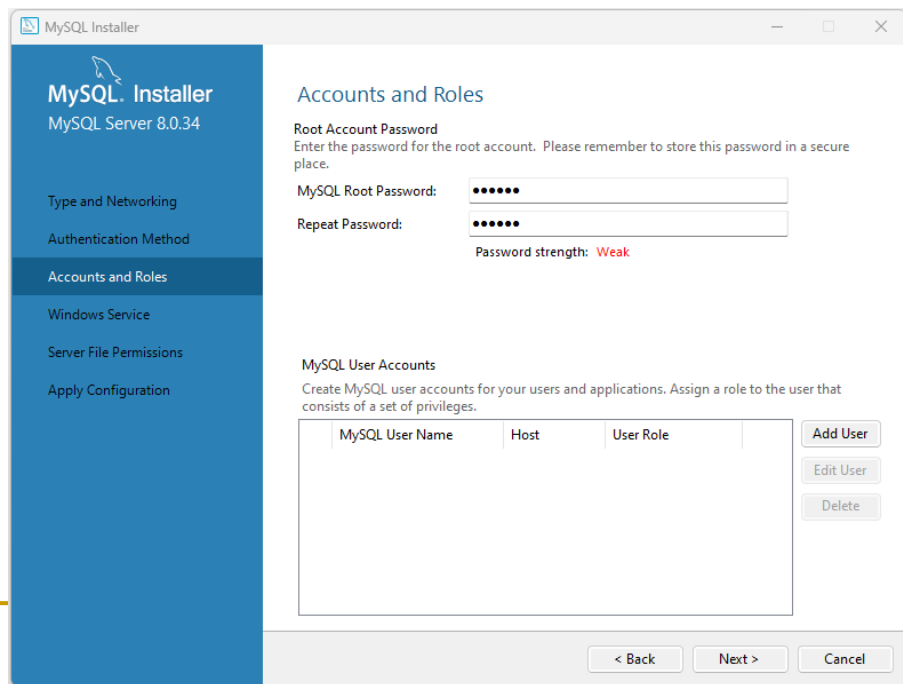 MySQL Installer
MySQL. Installer
MySQL Server 8.0.34
Type and Networking
Authentication Method
Accounts and Roles
Windows Service
Server File Permissions
Apply Configuration
Accounts and Roles
Root Account Password
Enter the password for the root account. Please remember to store this password in a secure
place.
MySQL Root Password: ●●●●●●
Repeat Password: ●●●●●●
Password strength: Weak
MySQL User Accounts
Create MySQL user accounts for your users and applications. Assign a role to the user that
consists of a set of privileges.
MySQL User Name Host User Role
Add User
Edit User
Delete
< Back Next > Cancel